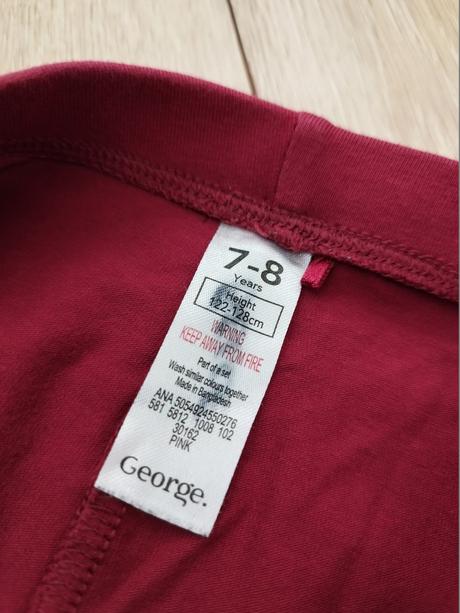 7-8
Years
Height
122-128cm
WARNING
KEEP AWAY FROM FIRE
Part of a set
Wash similar colours together
Made in Bangladesh
ANA 5054924550276
581 5812 1008 102
30162
PINK
George.